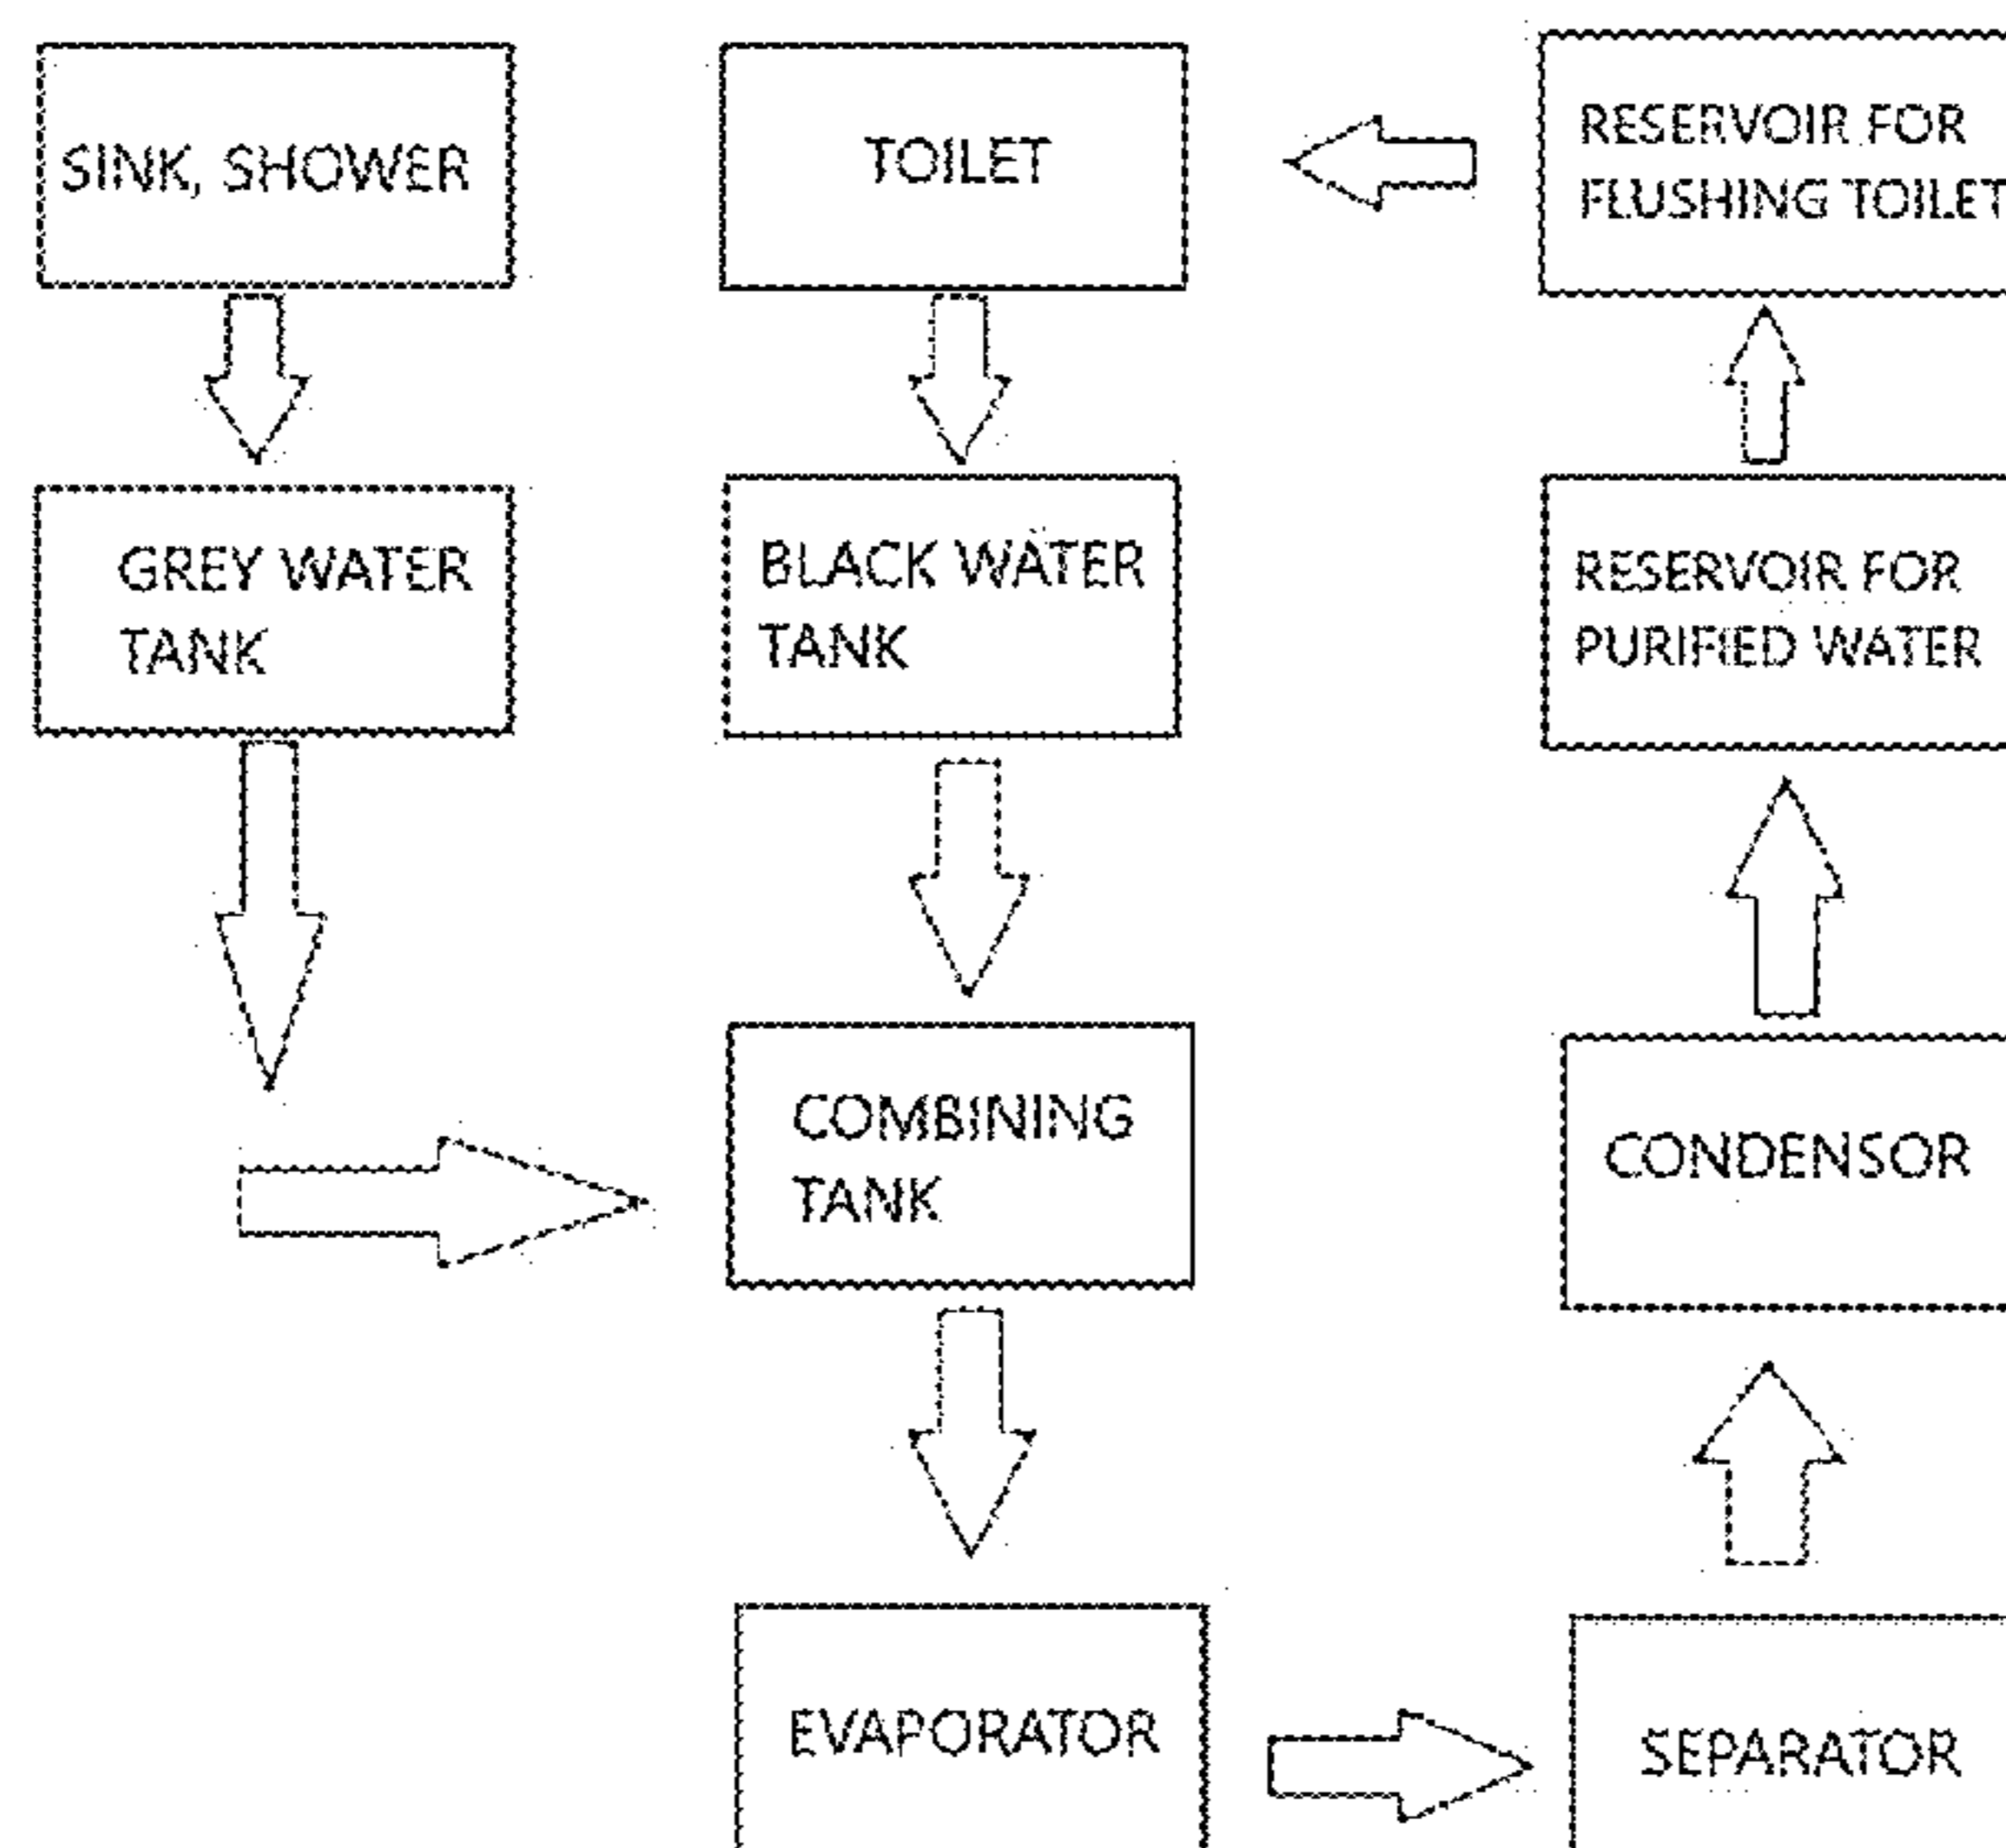 SINK, SHOWER
TOILET
RESERVOIR FOR
FLUSHING TOILET
GREY WATER
TANK
BLACK WATER
TANK
RESERVOIR FOR
PURIFIED WATER
COMBINING
TANK
CONDENSOR
EVAPORATOR
SEPARATOR